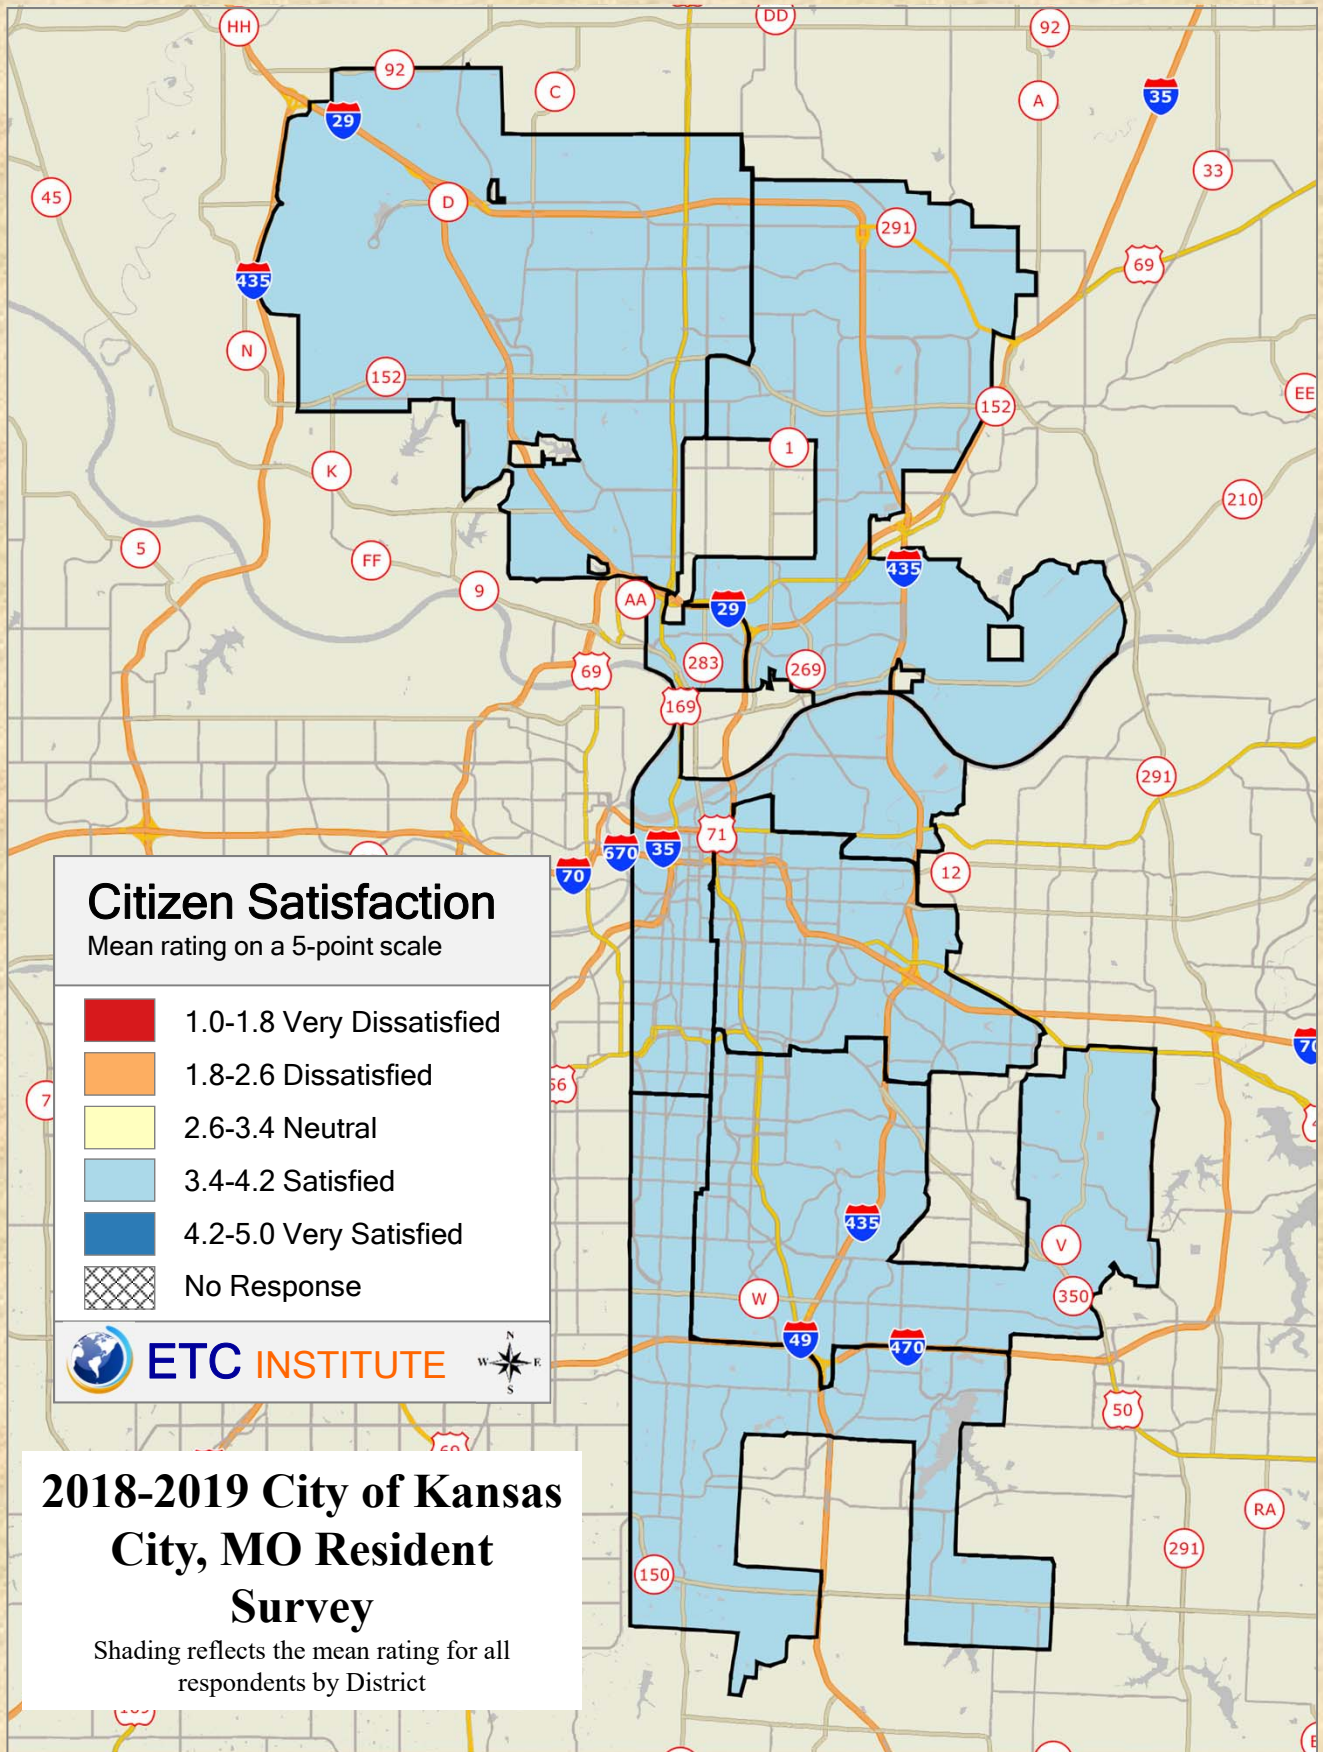 HH
DD
92
92
C
A
35
29
33
45
D
291
69
435
N
152
EE
152
1
K
210
5
FF
435
9
AA
29
283
269
69
169
291
71
670
35
70
12
Citizen Satisfaction
Mean rating on a 5-point scale
1.0-1.8 Very Dissatisfied
1.8-2.6 Dissatisfied
2.6-3.4 Neutral
3.4-4.2 Satisfied
4.2-5.0 Very Satisfied
No Response
N
W
E
S
ETC INSTITUTE
70
7
435
V
W
350
49
470
50
2018-2019 City of Kansas
City, MO Resident
Survey
Shading reflects the mean rating for all
respondents by District
RA
291
150